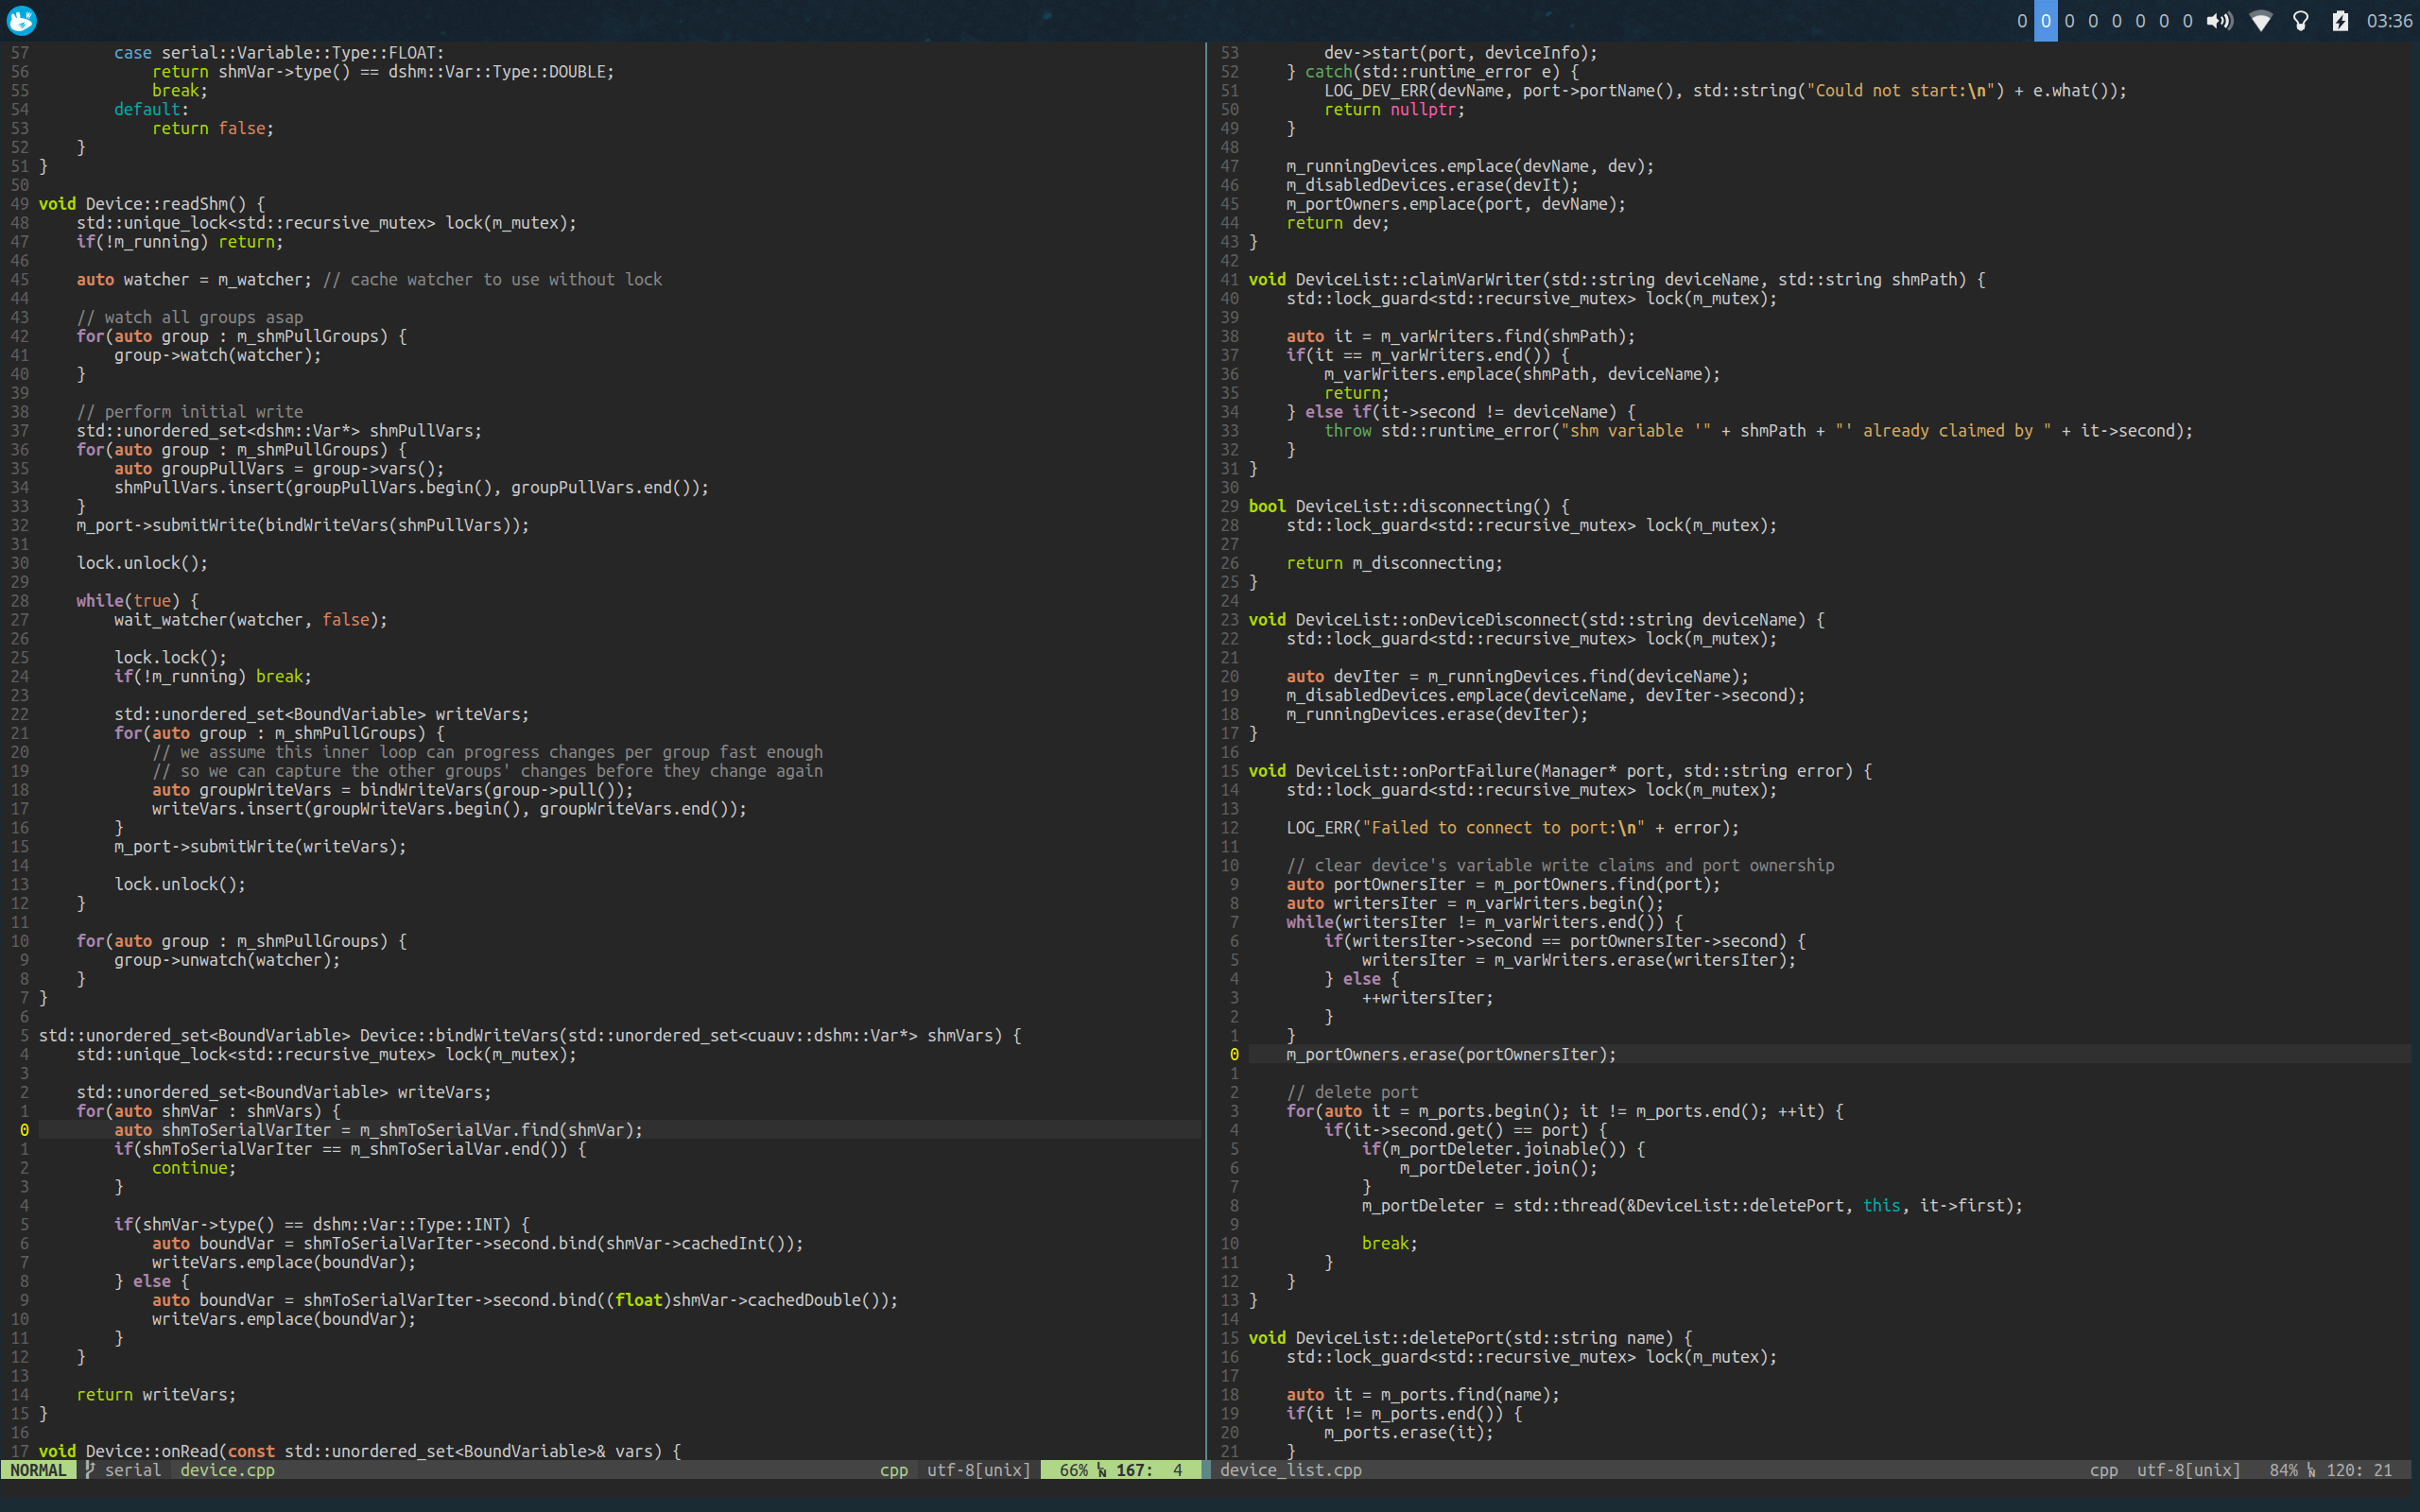 0 0 0 0 0 0 0 0 03:36
57         case serial::Variable::Type::FLOAT:
56             return shmVar->type() == dshm::Var::Type::DOUBLE;
55             break;
54         default:
53             return false;
52     }
51 }
50
49 void Device::readShm() {
48     std::unique_lock<std::recursive_mutex> lock(m_mutex);
47     if(!m_running) return;
46
45     auto watcher = m_watcher; // cache watcher to use without lock
44
43     // watch all groups asap
42     for(auto group : m_shmPullGroups) {
41         group->watch(watcher);
40     }
39
38     // perform initial write
37     std::unordered_set<dshm::Var*> shmPullVars;
36     for(auto group : m_shmPullGroups) {
35         auto groupPullVars = group->vars();
34         shmPullVars.insert(groupPullVars.begin(), groupPullVars.end());
33     }
32     m_port->submitWrite(bindWriteVars(shmPullVars));
31
30     lock.unlock();
29
28     while(true) {
27         wait_watcher(watcher, false);
26
25         lock.lock();
24         if(!m_running) break;
23
22         std::unordered_set<BoundVariable> writeVars;
21         for(auto group : m_shmPullGroups) {
20             // we assume this inner loop can progress changes per group fast enough
19             // so we can capture the other groups' changes before they change again
18             auto groupWriteVars = bindWriteVars(group->pull());
17             writeVars.insert(groupWriteVars.begin(), groupWriteVars.end());
16         }
15         m_port->submitWrite(writeVars);
14
13         lock.unlock();
12     }
11
10     for(auto group : m_shmPullGroups) {
9         group->unwatch(watcher);
8     }
7 }
6
5 std::unordered_set<BoundVariable> Device::bindWriteVars(std::unordered_set<cuauv::dshm::Var*> shmVars) {
4     std::unique_lock<std::recursive_mutex> lock(m_mutex);
3
2     std::unordered_set<BoundVariable> writeVars;
1     for(auto shmVar : shmVars) {
0         auto shmToSerialVarIter = m_shmToSerialVar.find(shmVar);
1         if(shmToSerialVarIter == m_shmToSerialVar.end()) {
2             continue;
3         }
4
5         if(shmVar->type() == dshm::Var::Type::INT) {
6             auto boundVar = shmToSerialVarIter->second.bind(shmVar->cachedInt());
7             writeVars.emplace(boundVar);
8         } else {
9             auto boundVar = shmToSerialVarIter->second.bind((float)shmVar->cachedDouble());
10             writeVars.emplace(boundVar);
11         }
12     }
13
14     return writeVars;
15 }
16
17 void Device::onRead(const std::unordered_set<BoundVariable>& vars) {
NORMAL serial device.cpp cpp utf-8[unix] 66% LN 167: 4
53         dev->start(port, deviceInfo);
52     } catch(std::runtime_error e) {
51         LOG_DEV_ERR(devName, port->portName(), std::string("Could not start:\n") + e.what());
50         return nullptr;
49     }
48
47     m_runningDevices.emplace(devName, dev);
46     m_disabledDevices.erase(devIt);
45     m_portOwners.emplace(port, devName);
44     return dev;
43 }
42
41 void DeviceList::claimVarWriter(std::string deviceName, std::string shmPath) {
40     std::lock_guard<std::recursive_mutex> lock(m_mutex);
39
38     auto it = m_varWriters.find(shmPath);
37     if(it == m_varWriters.end()) {
36         m_varWriters.emplace(shmPath, deviceName);
35         return;
34     } else if(it->second != deviceName) {
33         throw std::runtime_error("shm variable '" + shmPath + "' already claimed by " + it->second);
32     }
31 }
30
29 bool DeviceList::disconnecting() {
28     std::lock_guard<std::recursive_mutex> lock(m_mutex);
27
26     return m_disconnecting;
25 }
24
23 void DeviceList::onDeviceDisconnect(std::string deviceName) {
22     std::lock_guard<std::recursive_mutex> lock(m_mutex);
21
20     auto devIter = m_runningDevices.find(deviceName);
19     m_disabledDevices.emplace(deviceName, devIter->second);
18     m_runningDevices.erase(devIter);
17 }
16
15 void DeviceList::onPortFailure(Manager* port, std::string error) {
14     std::lock_guard<std::recursive_mutex> lock(m_mutex);
13
12     LOG_ERR("Failed to connect to port:\n" + error);
11
10     // clear device's variable write claims and port ownership
9     auto portOwnersIter = m_portOwners.find(port);
8     auto writersIter = m_varWriters.begin();
7     while(writersIter != m_varWriters.end()) {
6         if(writersIter->second == portOwnersIter->second) {
5             writersIter = m_varWriters.erase(writersIter);
4         } else {
3             ++writersIter;
2         }
1     }
0     m_portOwners.erase(portOwnersIter);
1
2     // delete port
3     for(auto it = m_ports.begin(); it != m_ports.end(); ++it) {
4         if(it->second.get() == port) {
5             if(m_portDeleter.joinable()) {
6                 m_portDeleter.join();
7             }
8             m_portDeleter = std::thread(&DeviceList::deletePort, this, it->first);
9
10             break;
11         }
12     }
13 }
14
15 void DeviceList::deletePort(std::string name) {
16     std::lock_guard<std::recursive_mutex> lock(m_mutex);
17
18     auto it = m_ports.find(name);
19     if(it != m_ports.end()) {
20         m_ports.erase(it);
21     }
device_list.cpp cpp utf-8[unix] 84% LN 120: 21